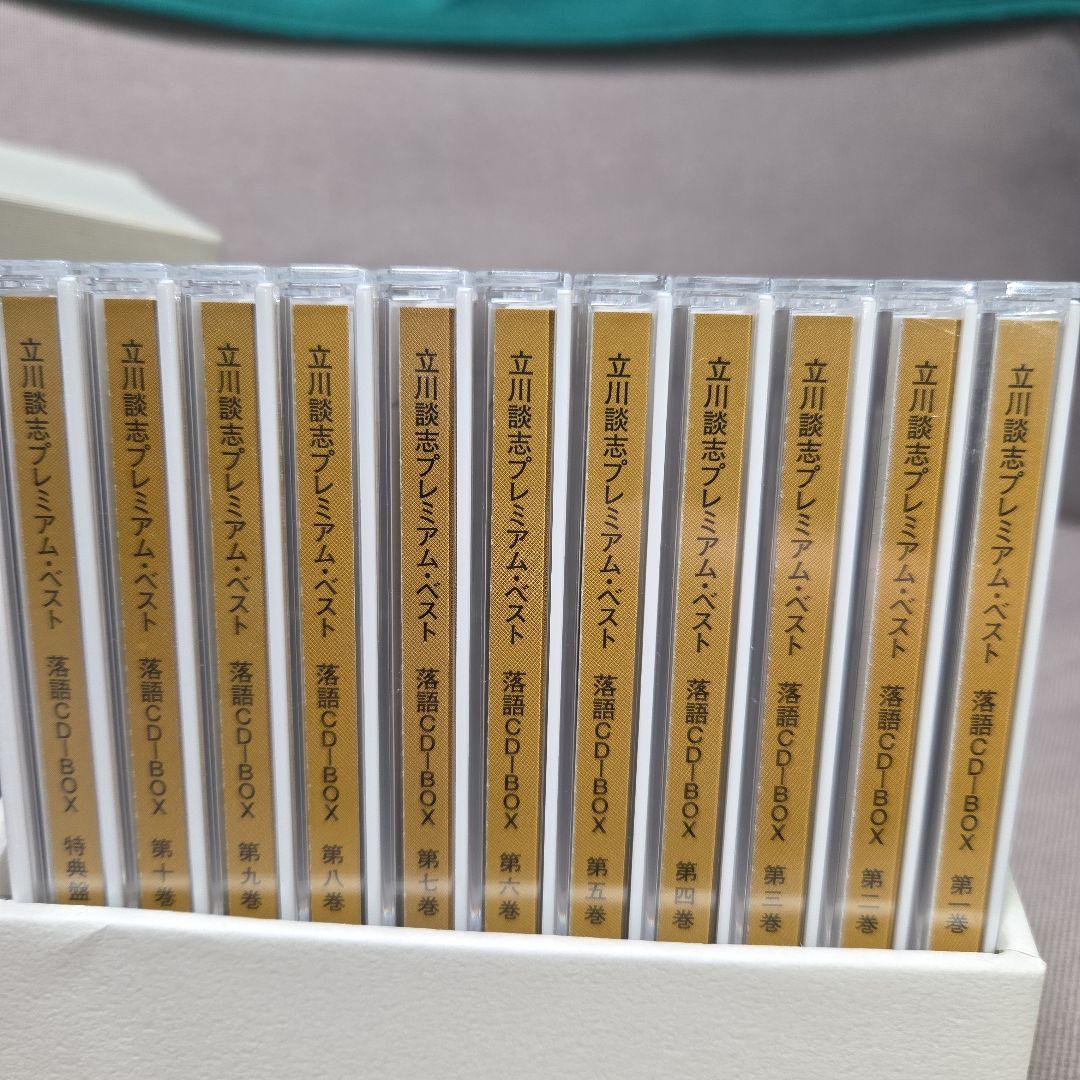 立川談志プレミアム・ベスト 落語CD-BOX 第一巻
立川談志プレミアム・ベスト 落語CD-BOX 第二巻
立川談志プレミアム・ベスト 落語CD-BOX 第三巻
立川談志プレミアム・ベスト 落語CD-BOX 第四巻
立川談志プレミアム・ベスト 落語CD-BOX 第五巻
立川談志プレミアム・ベスト 落語CD-BOX 第六巻
立川談志プレミアム・ベスト 落語CD-BOX 第七巻
立川談志プレミアム・ベスト 落語CD-BOX 第八巻
立川談志プレミアム・ベスト 落語CD-BOX 第九巻
立川談志プレミアム・ベスト 落語CD-BOX 第十巻
立川談志プレミアム・ベスト 落語CD-BOX 特典盤